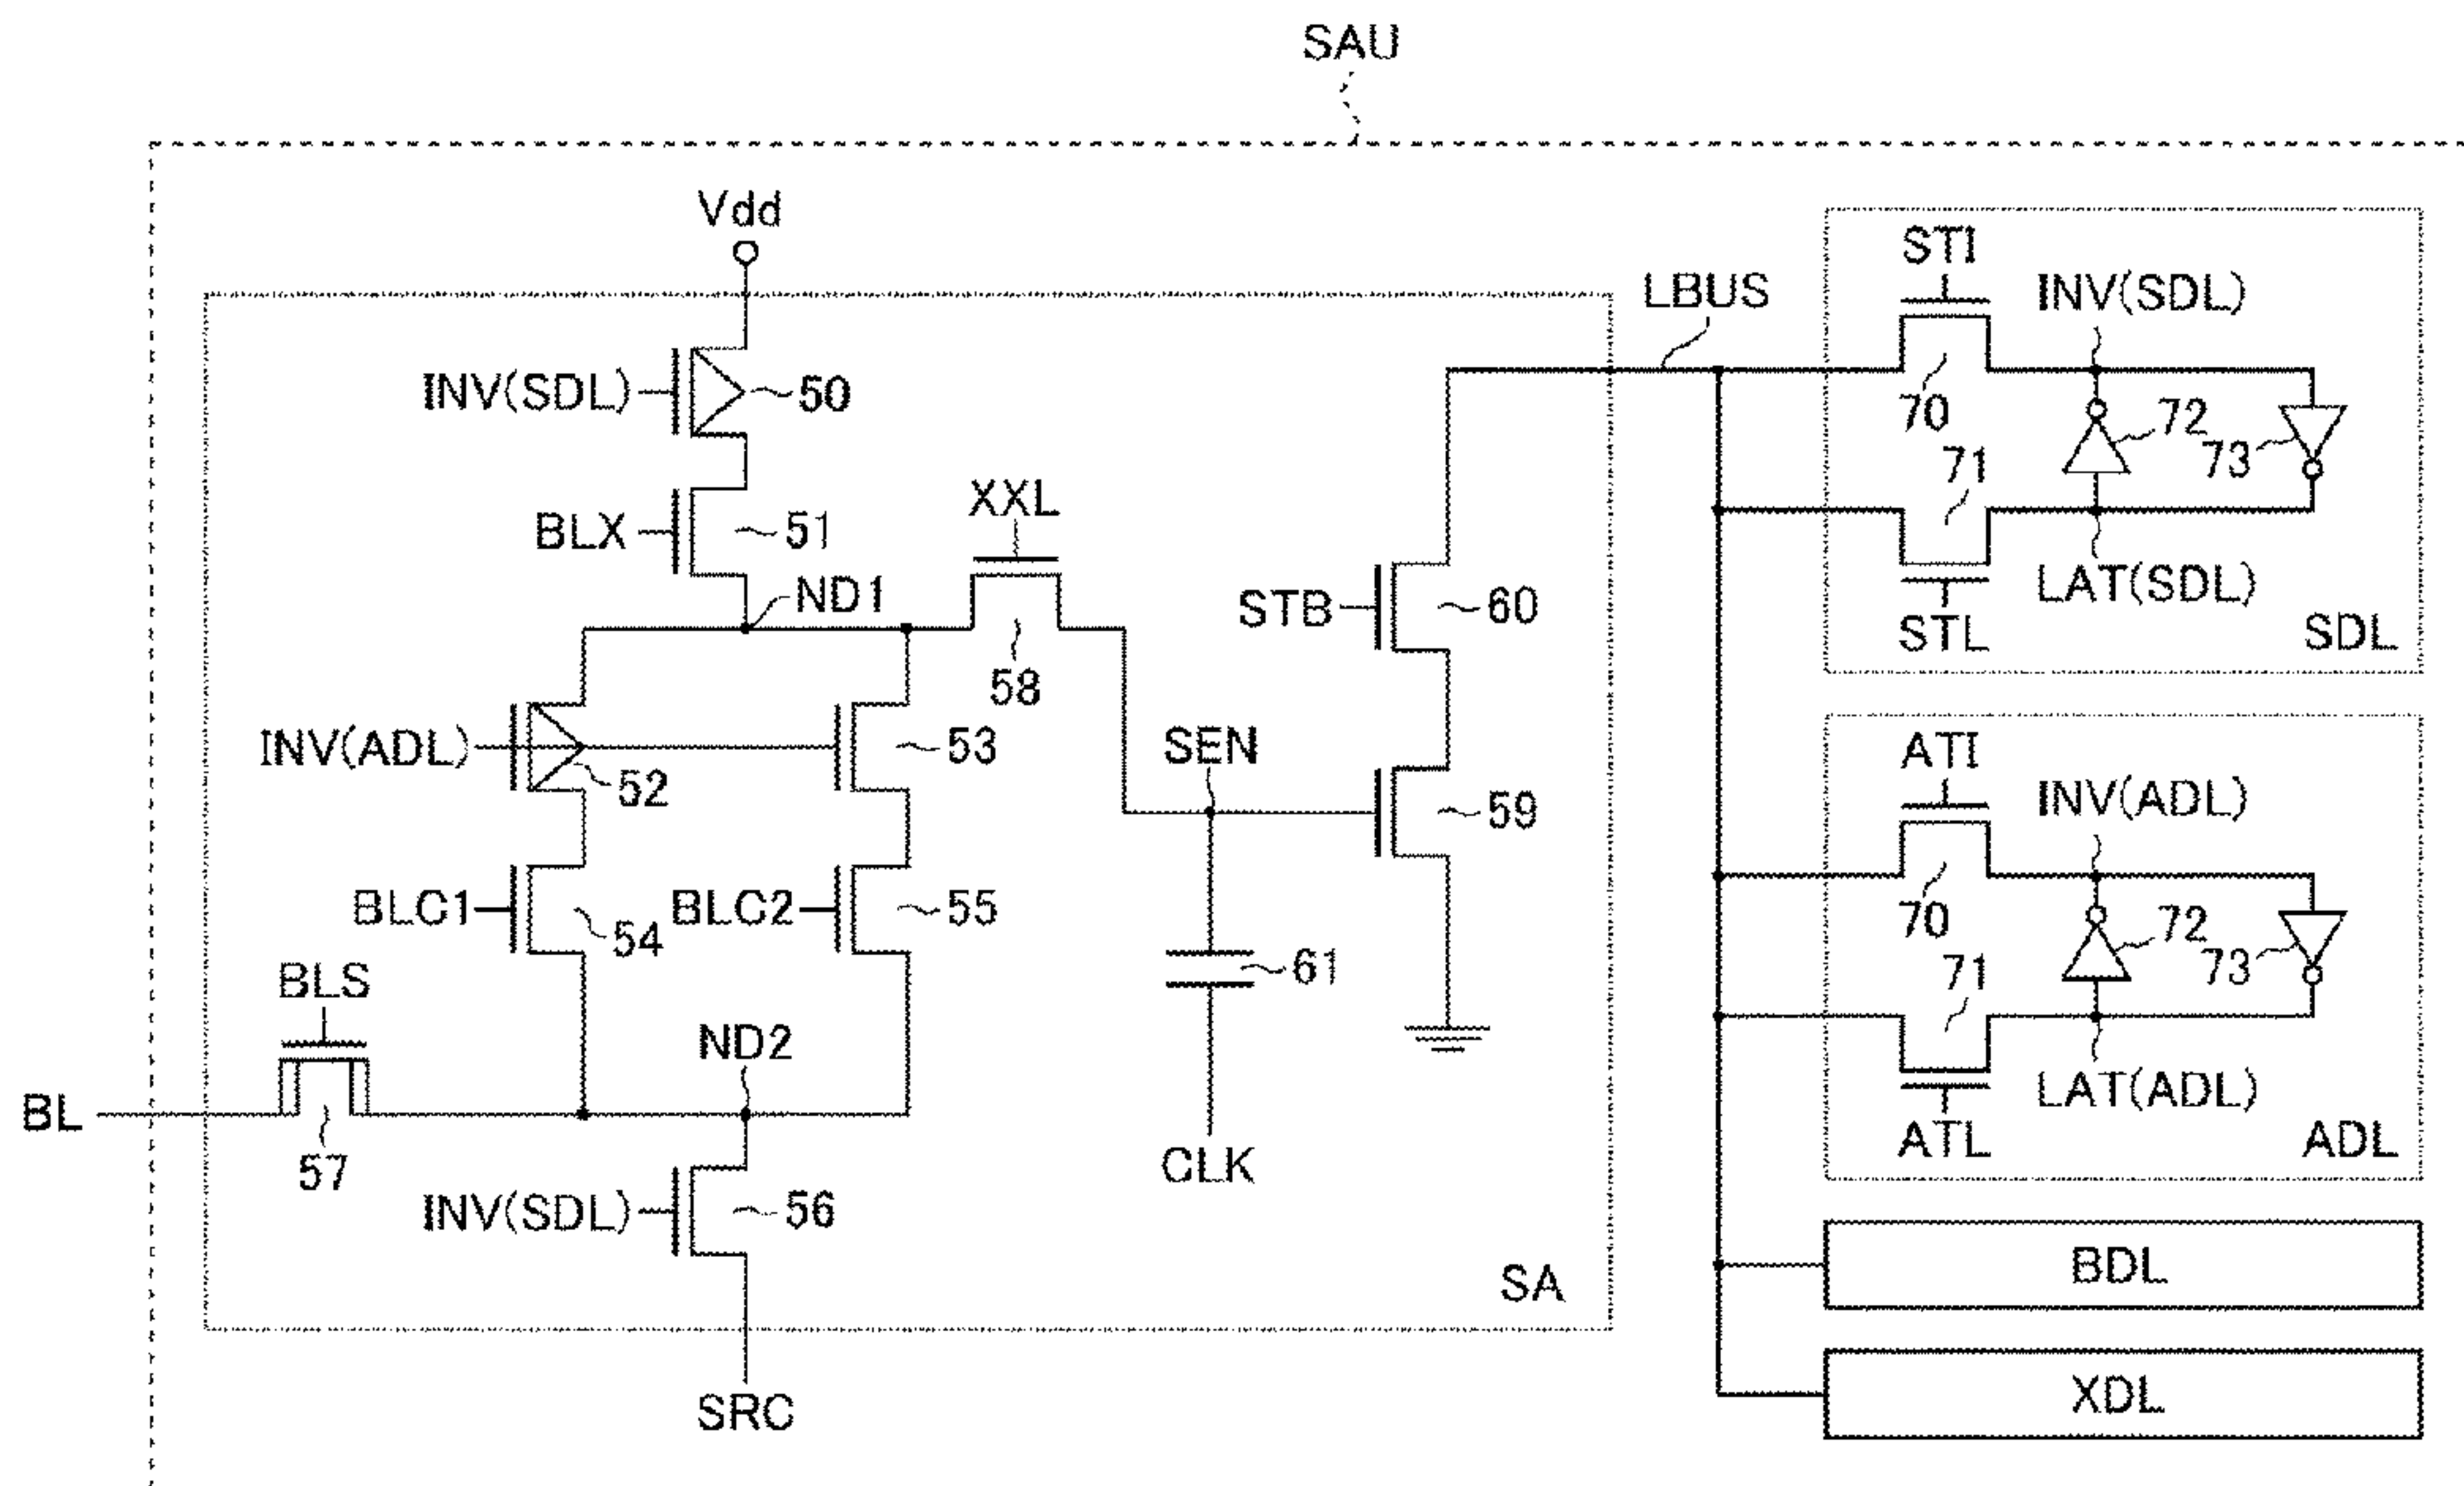 SAU
Vdd
INV(SDL)
50
BLX
51
ND1
XXL
58
INV(ADL)
52
53
BLC1
54
BLC2
55
BLS
57
BL
ND2
INV(SDL)
56
SRC
SEN
61
CLK
STB
60
59
SA
LBUS
STI
INV(SDL)
70
72
73
71
LAT(SDL)
STL
SDL
ATI
INV(ADL)
70
72
73
71
LAT(ADL)
ATL
ADL
BDL
XDL